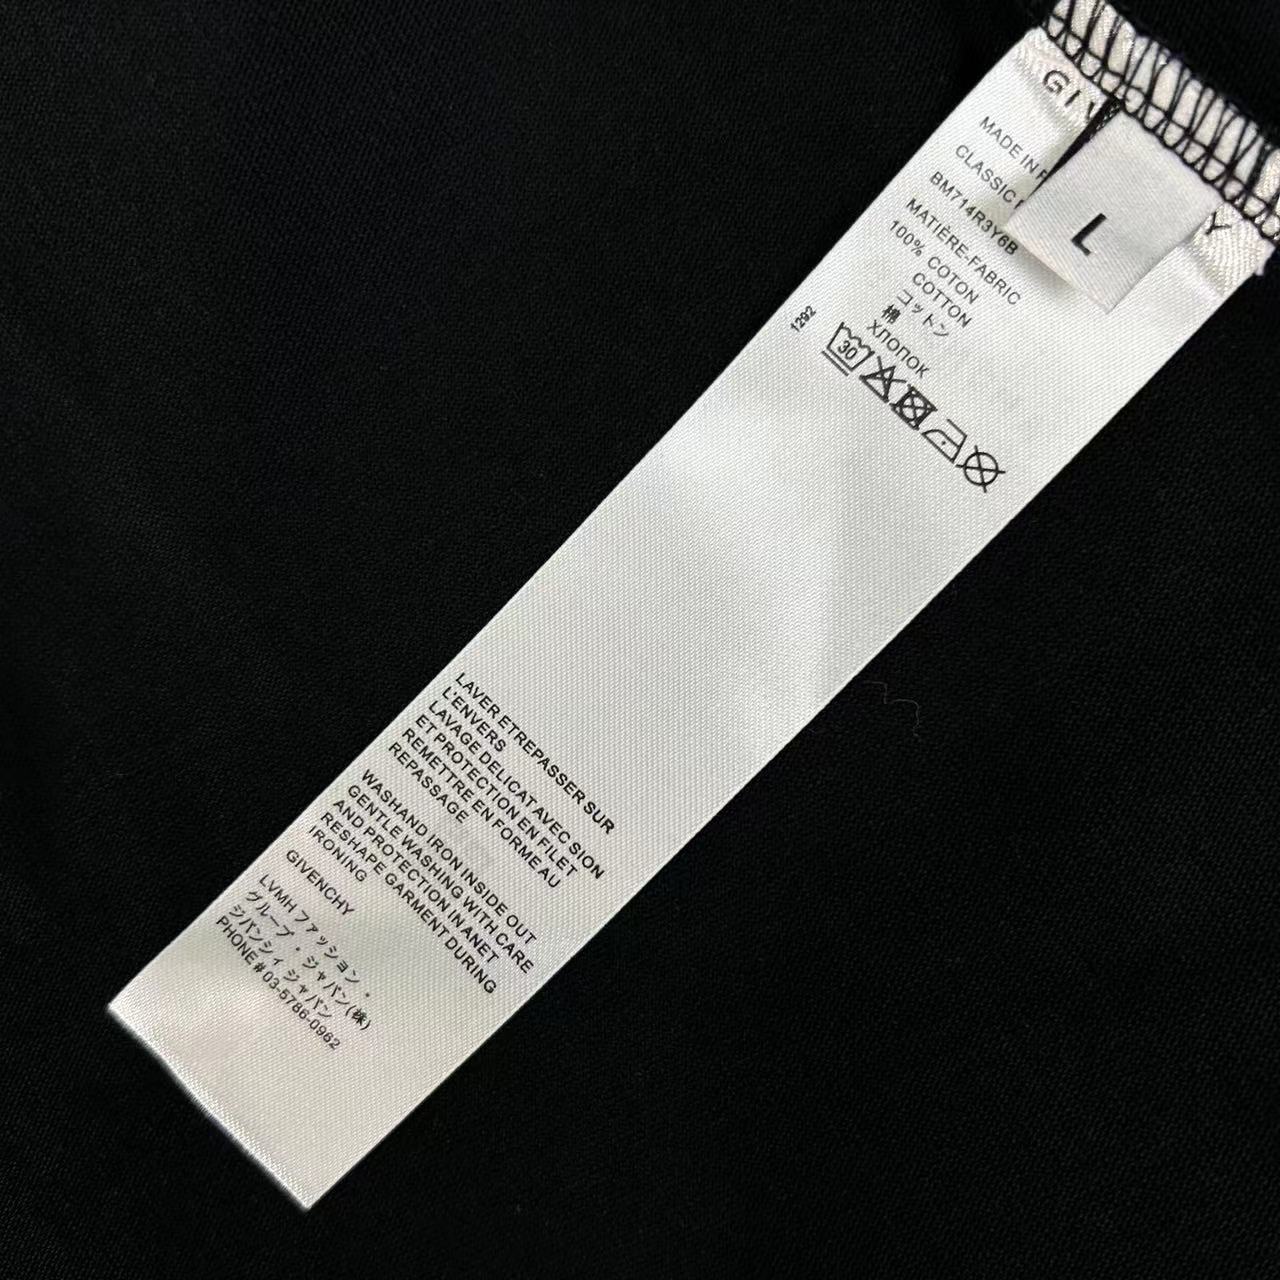 L
MADE IN
CLASSIC
BM714R3Y6B
MATIÈRE-FABRIC
100% COTON
COTTON
コットン
棉
ХЛОПОК
1292
30
LAVER ETREPASSER SUR
L'ENVERS
LAVAGE DELICAT AVEC SION
ET PROTECTION EN FILET
REMETTRE EN FORME AU
REPASSAGE
WASHAND IRON INSIDE OUT
GENTLE WASHING WITH CARE
AND PROTECTION IN ANET
RESHAPE GARMENT DURING
IRONING
GIVENCHY
LVMH ファッション・
グループ・ジャパン(株)
ジバンシィ ジャパン
PHONE# 03-5786-0962